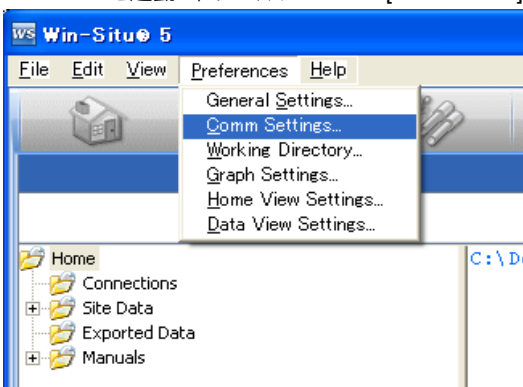 WS Win-Situ® 5
File Edit View Preferences Help
General Settings...
Comm Settings...
Working Directory...
Graph Settings...
Home View Settings...
Data View Settings...
Home
C:\D
Connections
Site Data
Exported Data
Manuals